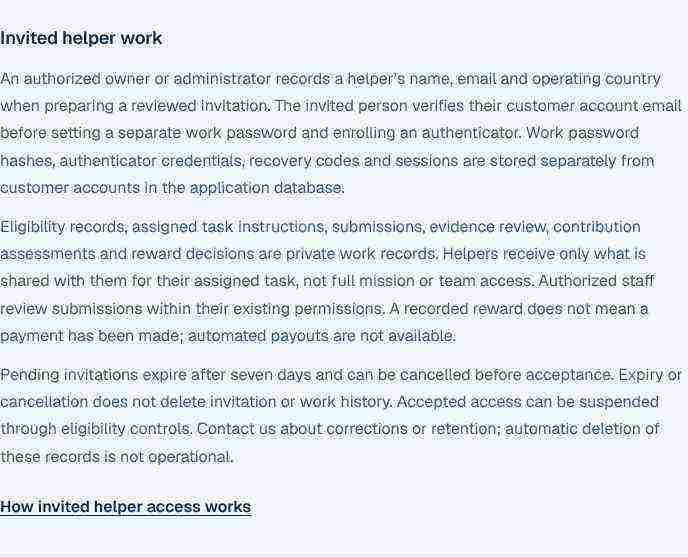 Invited helper work
An authorized owner or administrator records a helper's name, email and operating country
when preparing a reviewed invitation. The invited person verifies their customer account email
before setting a separate work password and enrolling an authenticator. Work password
hashes, authenticator credentials, recovery codes and sessions are stored separately from
customer accounts in the application database.
Eligibility records, assigned task instructions, submissions, evidence review, contribution
assessments and reward decisions are private work records. Helpers receive only what is
shared with them for their assigned task, not full mission or team access. Authorized staff
review submissions within their existing permissions. A recorded reward does not mean a
payment has been made; automated payouts are not available.
Pending invitations expire after seven days and can be cancelled before acceptance. Expiry or
cancellation does not delete invitation or work history. Accepted access can be suspended
through eligibility controls. Contact us about corrections or retention; automatic deletion of
these records is not operational.
How invited helper access works